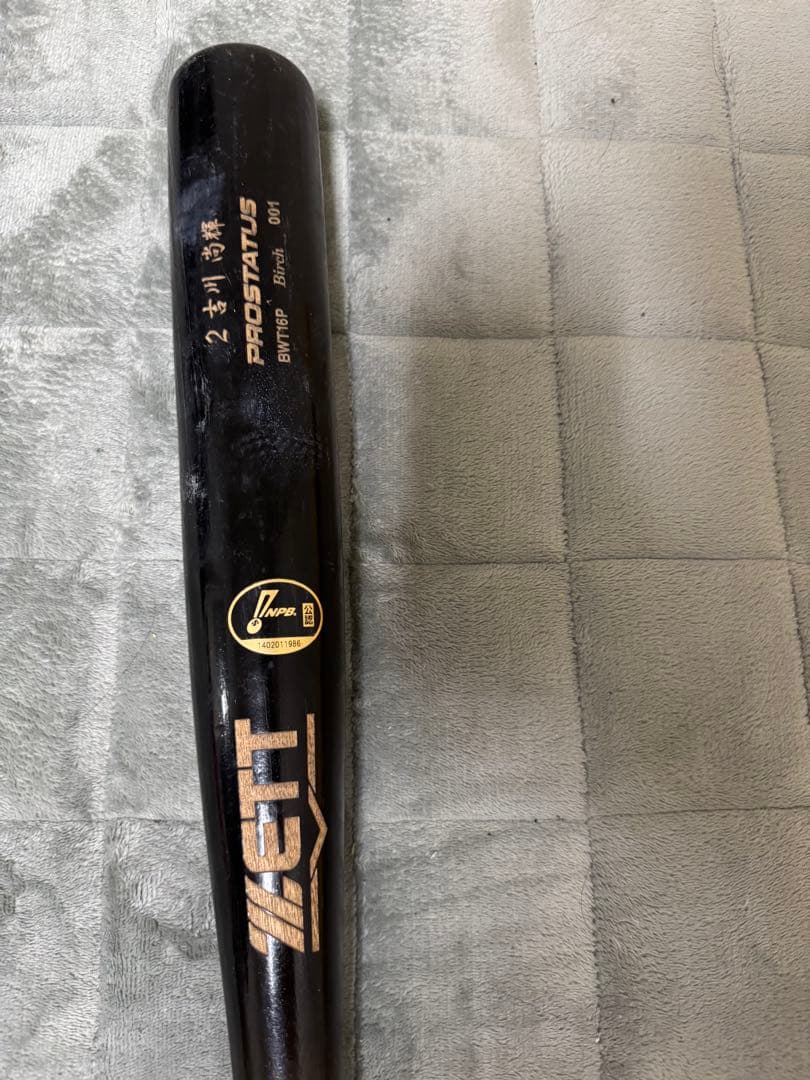 2 吉川 尚輝
PROSTATUS
BWT16P Birch 001
NPB. 公認
1402011986
ZETT